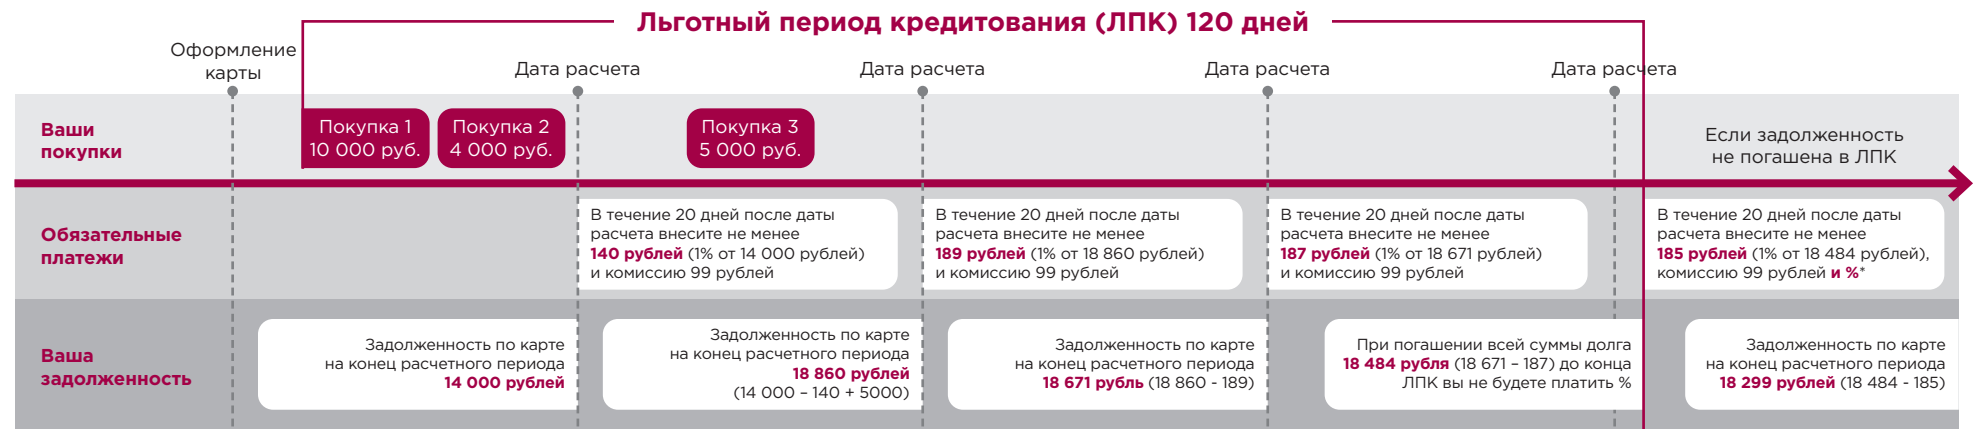 Льготный период кредитования (ЛПК) 120 дней
Оформление
карты
Дата расчета
Дата расчета
Дата расчета
Дата расчета
Ваши
покупки
Покупка 1
10 000 руб.
Покупка 2
4 000 руб.
Покупка 3
5 000 руб.
Если задолженность
не погашена в ЛПК
Обязательные
платежи
В течение 20 дней после даты
расчета внесите не менее
140 рублей (1% от 14 000 рублей)
и комиссию 99 рублей
В течение 20 дней после даты
расчета внесите не менее
189 рублей (1% от 18 860 рублей)
и комиссию 99 рублей
В течение 20 дней после даты
расчета внесите не менее
187 рублей (1% от 18 671 рублей)
и комиссию 99 рублей
В течение 20 дней после даты
расчета внесите не менее
185 рублей (1% от 18 484 рублей),
комиссию 99 рублей и %*
Ваша
задолженность
Задолженность по карте
на конец расчетного периода
14 000 рублей
Задолженность по карте
на конец расчетного периода
18 860 рублей
(14 000 – 140 + 5000)
Задолженность по карте
на конец расчетного периода
18 671 рубль (18 860 - 189)
При погашении всей суммы долга
18 484 рубля (18 671 – 187) до конца
ЛПК вы не будете платить %
Задолженность по карте
на конец расчетного периода
18 299 рублей (18 484 - 185)